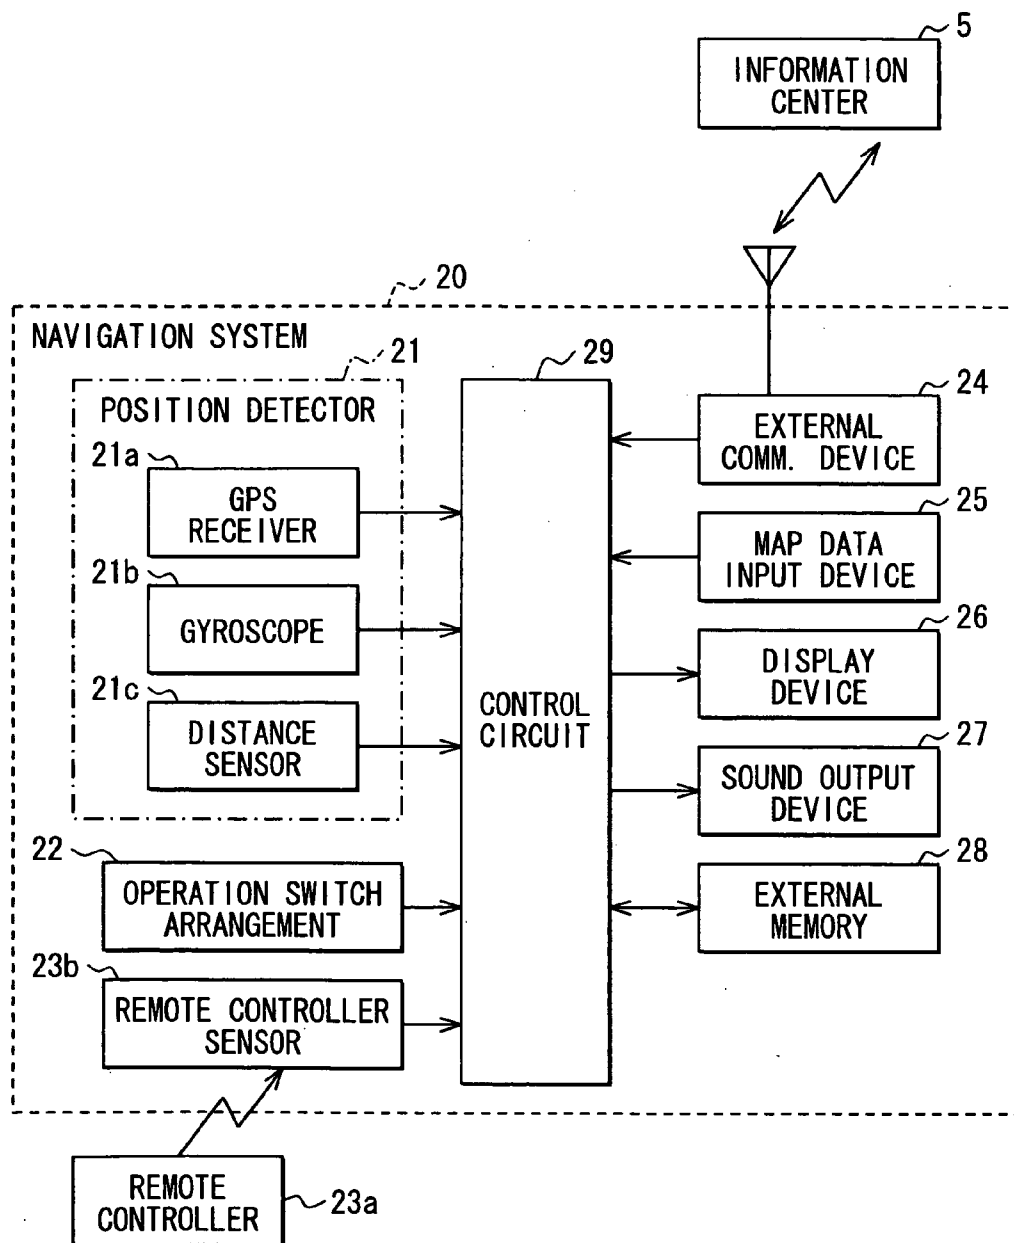 5
INFORMATION
CENTER
20
NAVIGATION SYSTEM
21
POSITION DETECTOR
21a
GPS
RECEIVER
21b
GYROSCOPE
21c
DISTANCE
SENSOR
22
OPERATION SWITCH
ARRANGEMENT
23b
REMOTE CONTROLLER
SENSOR
REMOTE
CONTROLLER
23a
29
CONTROL
CIRCUIT
24
EXTERNAL
COMM. DEVICE
25
MAP DATA
INPUT DEVICE
26
DISPLAY
DEVICE
27
SOUND OUTPUT
DEVICE
28
EXTERNAL
MEMORY